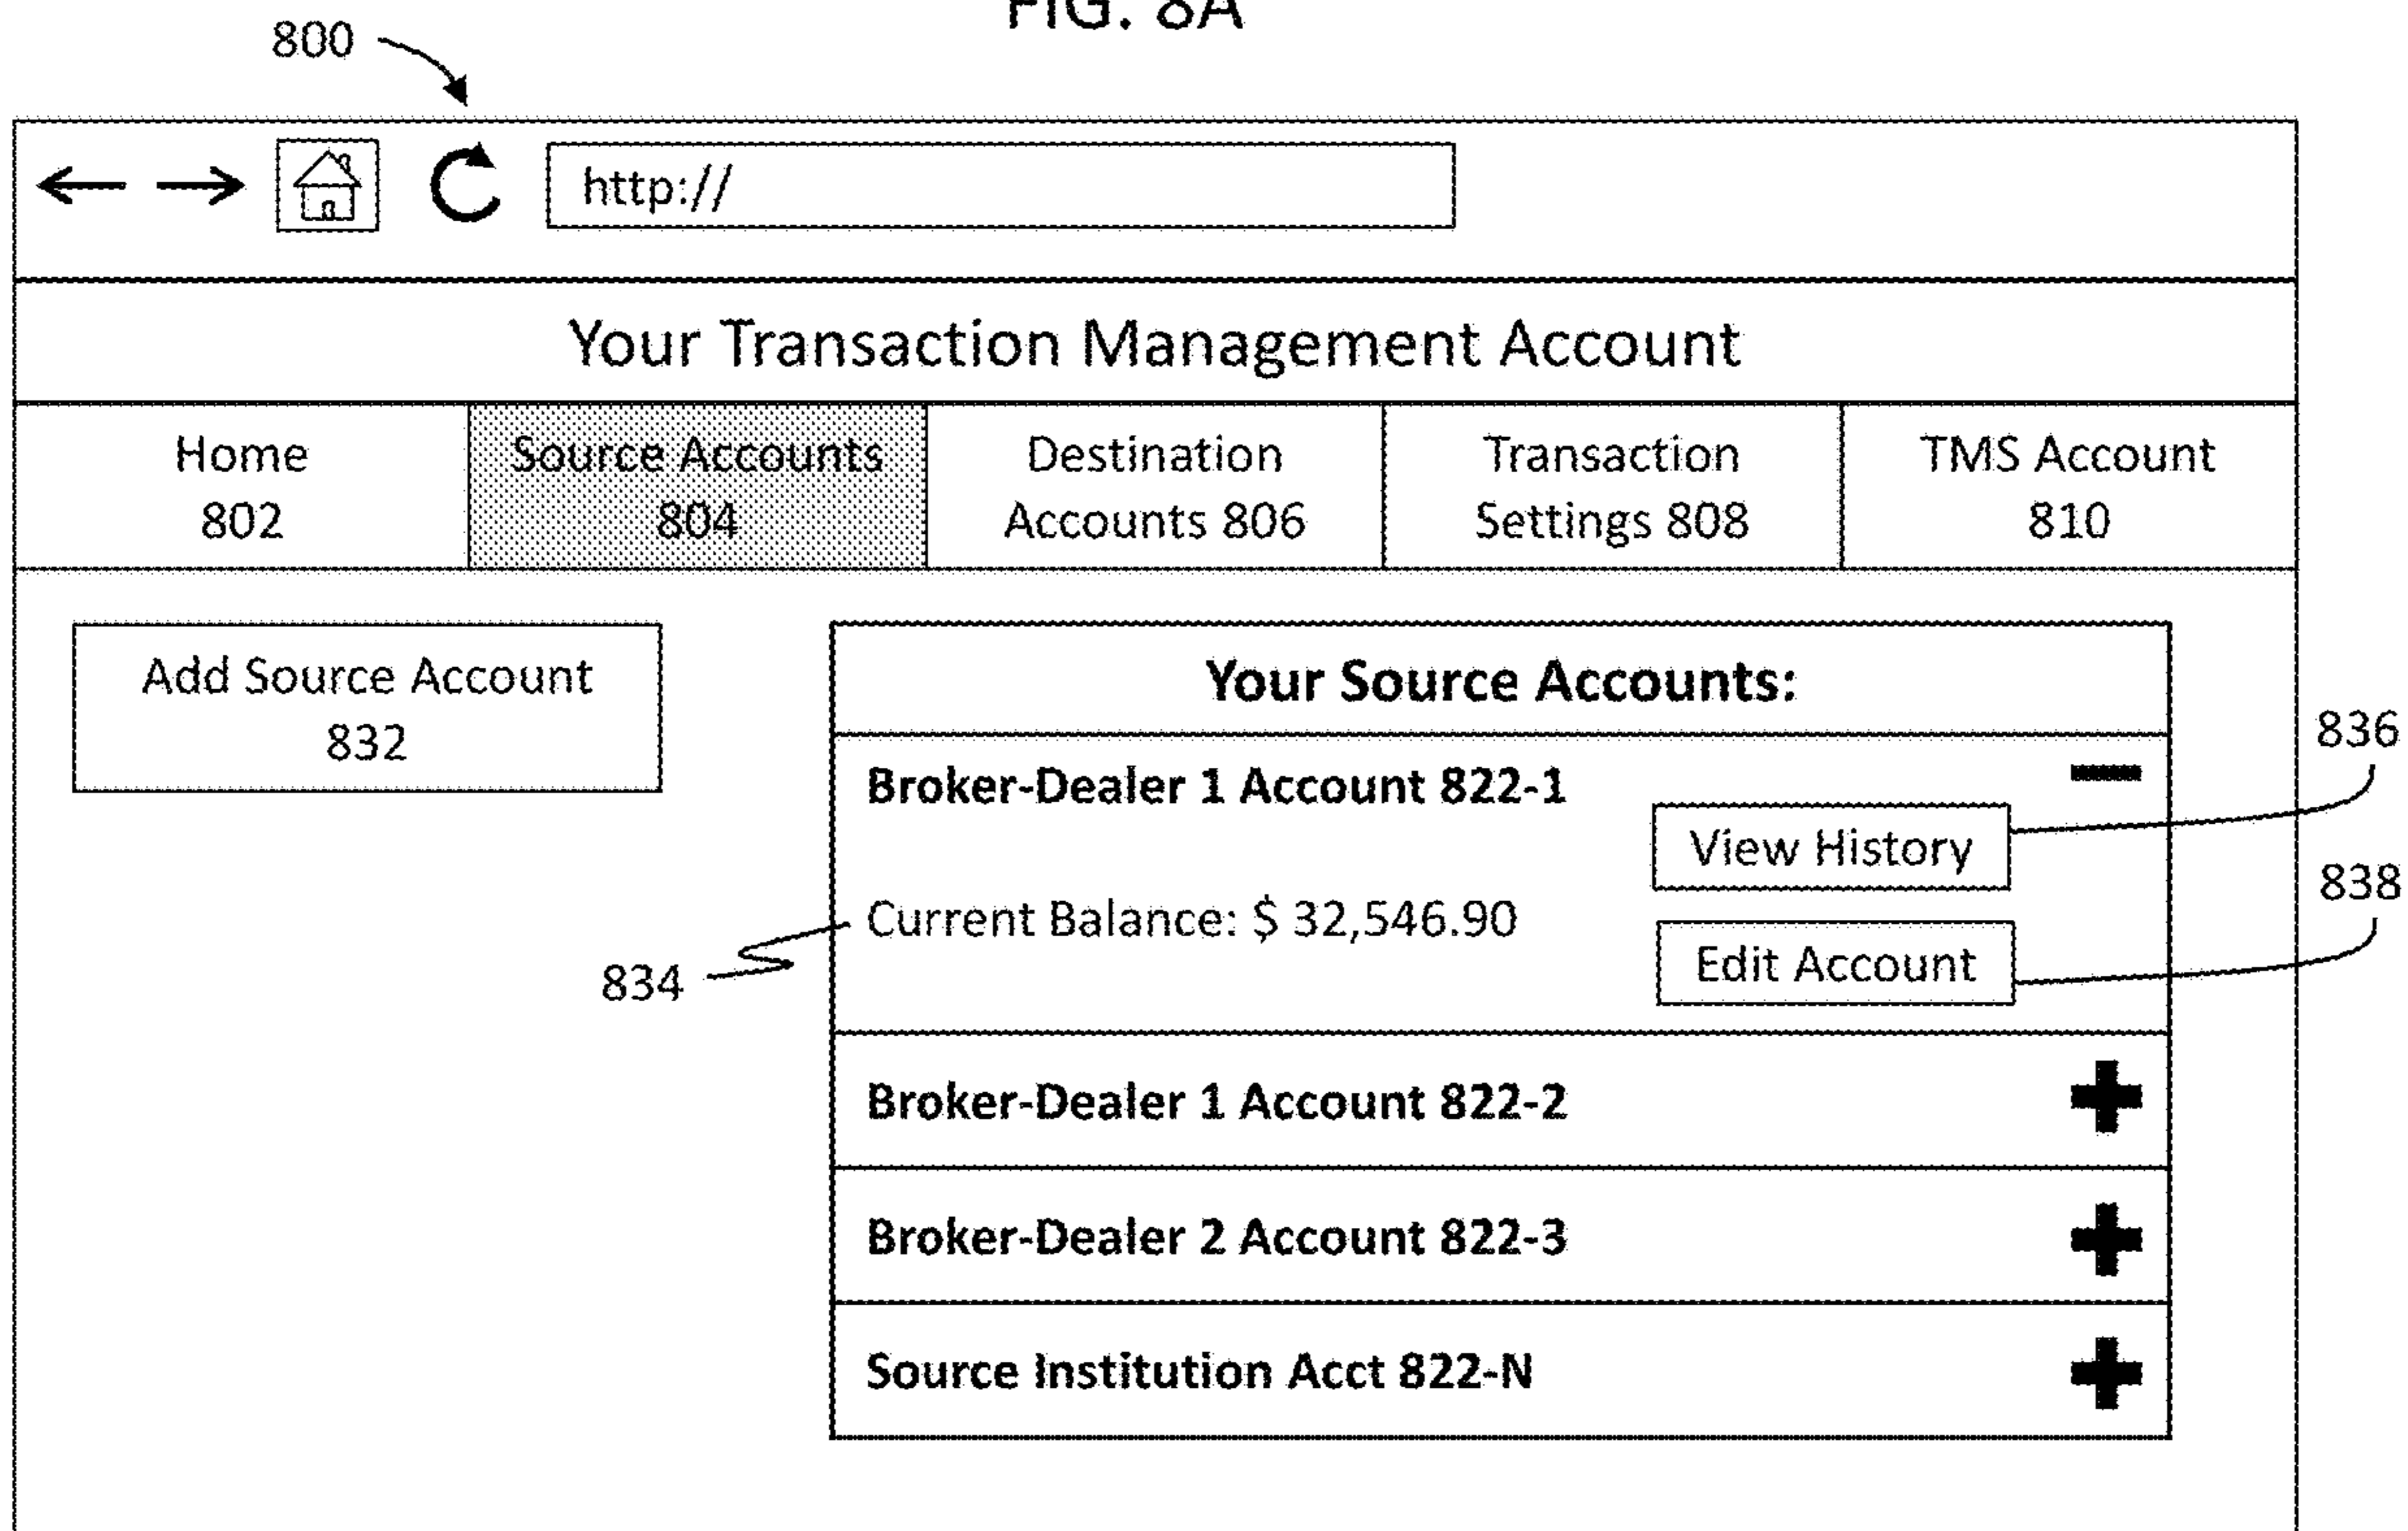 FIG. 8A
800
http://
Your Transaction Management Account
Home
802
Source Accounts
804
Destination
Accounts 806
Transaction
Settings 808
TMS Account
810
Add Source Account
832
Your Source Accounts:
836
Broker-Dealer 1 Account 822-1
View History
838
Current Balance: $ 32,546.90
Edit Account
834
Broker-Dealer 1 Account 822-2
Broker-Dealer 2 Account 822-3
Source Institution Acct 822-N